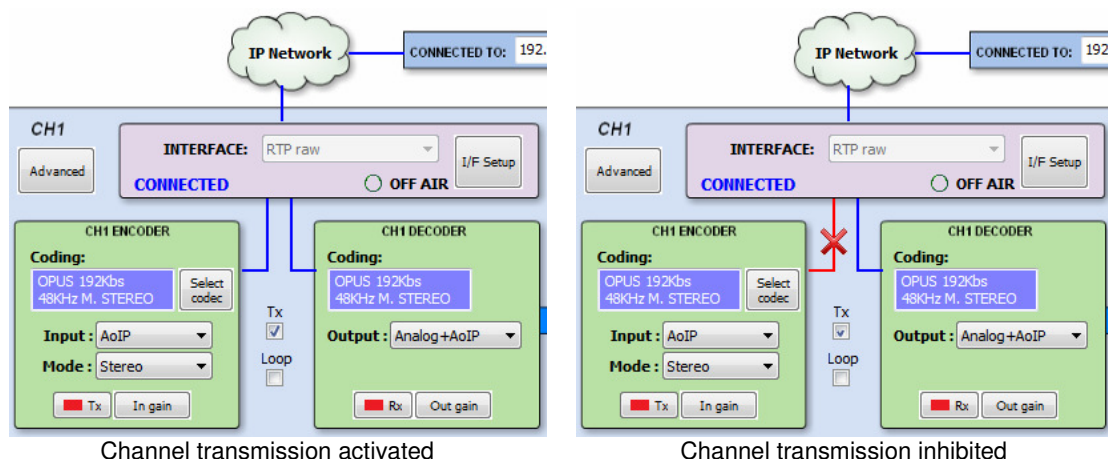 IP Network
CONNECTED TO: 192.
CH1
Advanced
INTERFACE: RTP raw
I/F Setup
CONNECTED
OFF AIR
CH1 ENCODER
Coding:
OPUS 192Kbs
48KHz M. STEREO
Select
codec
Input : AoIP
Mode : Stereo
Tx
In gain
Tx
Loop
CH1 DECODER
Coding:
OPUS 192Kbs
48KHz M. STEREO
Output : Analog+AoIP
Rx
Out gain
Channel transmission activated
IP Network
CONNECTED TO: 192
CH1
Advanced
INTERFACE: RTP raw
I/F Setup
CONNECTED
OFF AIR
CH1 ENCODER
Coding:
OPUS 192Kbs
48KHz M. STEREO
Select
codec
Input : AoIP
Mode : Stereo
Tx
In gain
Tx
Loop
CH1 DECODER
Coding:
OPUS 192Kbs
48KHz M. STEREO
Output : Analog+AoIP
Rx
Out gain
Channel transmission inhibited